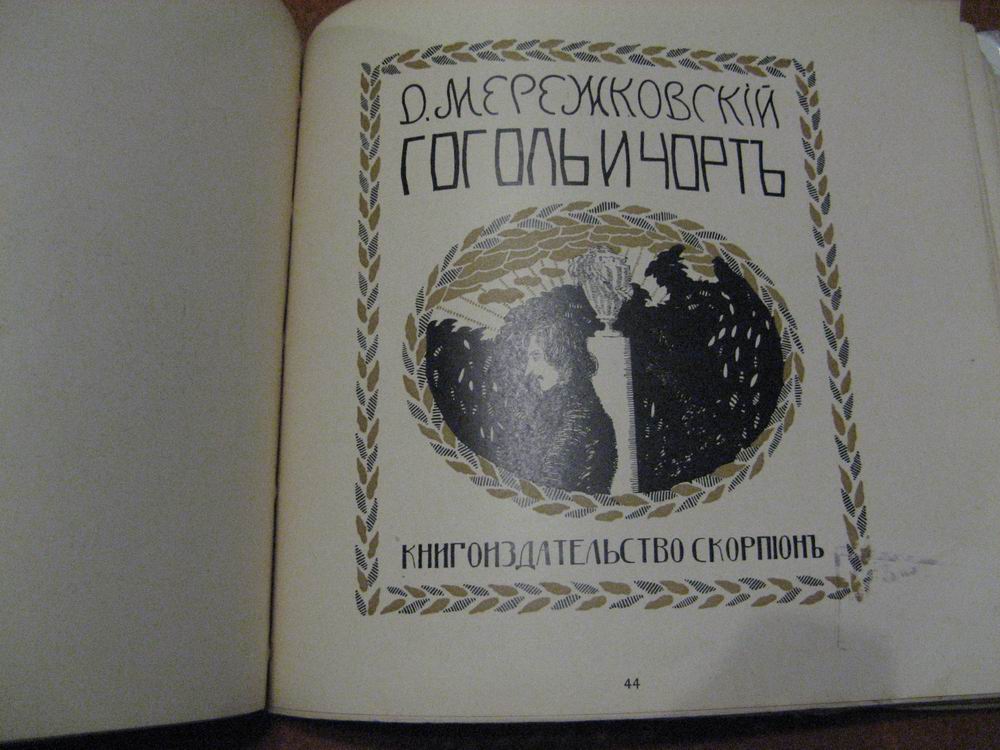 Д. МЕРЕЖКОВСКІЙ
ГОГОЛЬ И ЧОРТЪ
КНИГОИЗДАТЕЛЬСТВО СКОРПІОНЪ
44